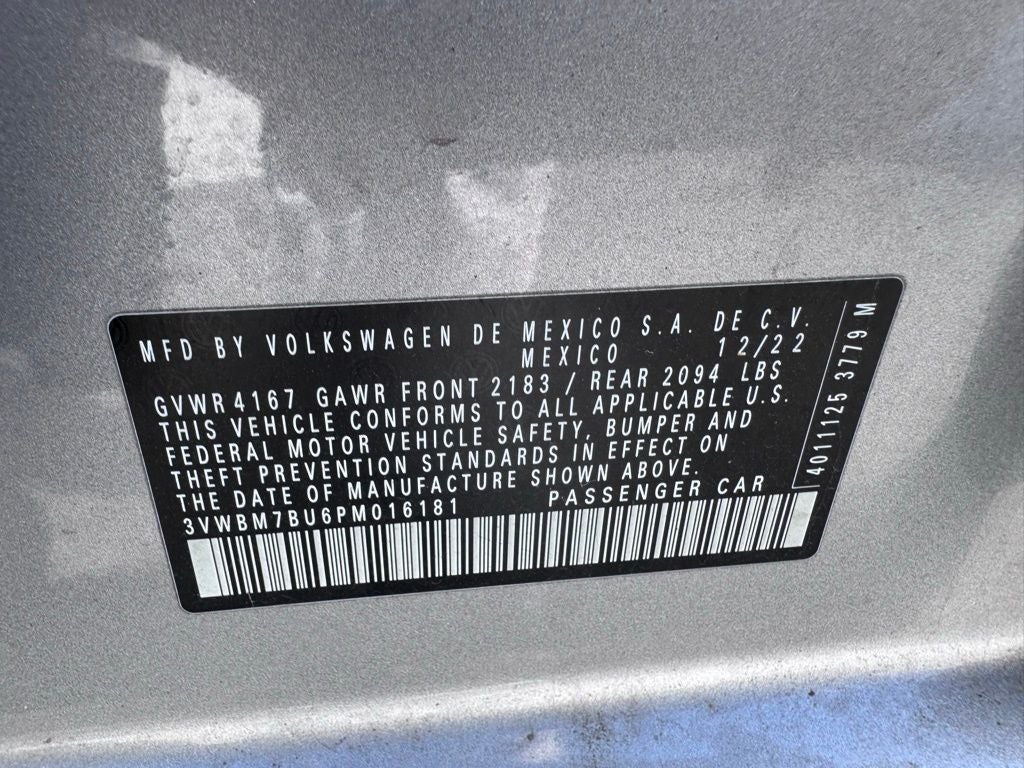 MFD BY VOLKSWAGEN DE MEXICO S.A. DE C.V.
MEXICO 12/22
GVWR 4167 GAWR FRONT 2183 / REAR 2094 LBS
THIS VEHICLE CONFORMS TO ALL APPLICABLE U.S.
FEDERAL MOTOR VEHICLE SAFETY, BUMPER AND
THEFT PREVENTION STANDARDS IN EFFECT ON
THE DATE OF MANUFACTURE SHOWN ABOVE.
3VWBM7BU6PM016181 PASSENGER CAR
4011125 3779 M